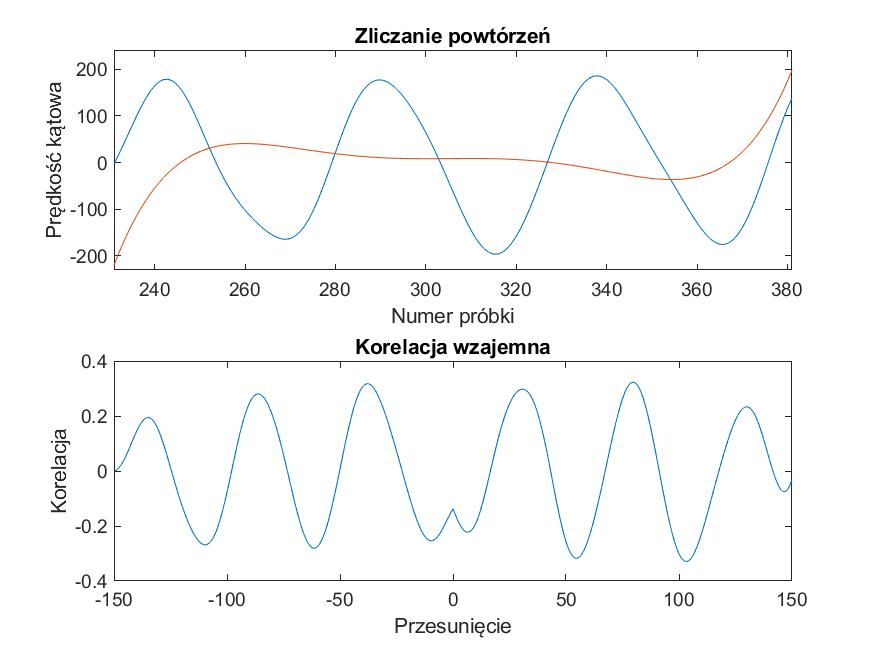 Zliczanie powtórzeń
200
100
0
-100
-200
Prędkość kątowa
240 260 280 300 320 340 360 380
Numer próbki
Korelacja wzajemna
0.4
0.2
0
-0.2
-0.4
Korelacja
-150 -100 -50 0 50 100 150
Przesunięcie